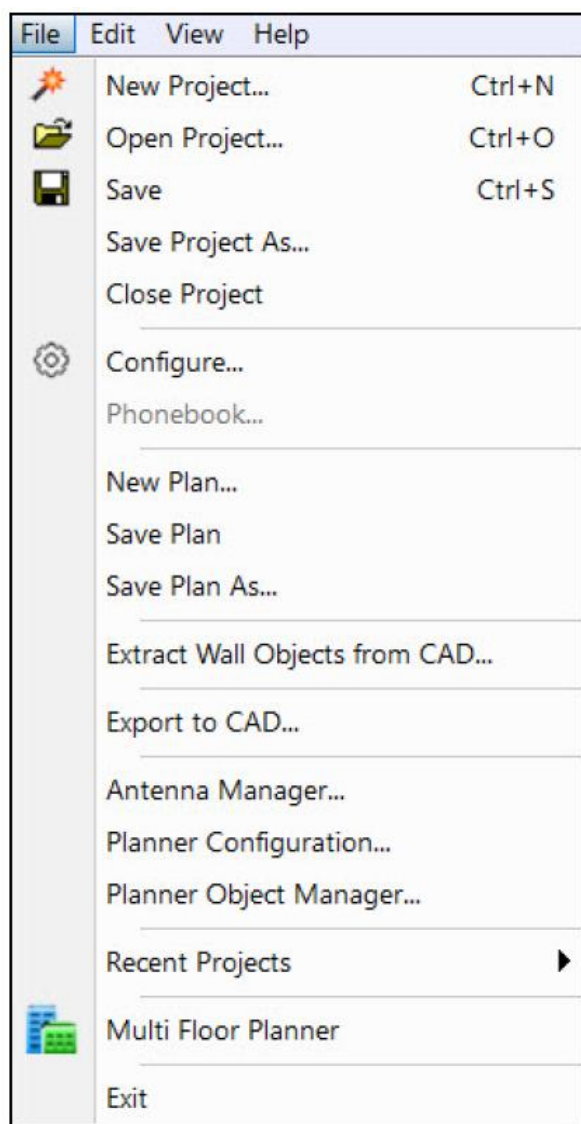 File Edit View Help
New Project... Ctrl+N
Open Project... Ctrl+O
Save Ctrl+S
Save Project As...
Close Project
Configure...
Phonebook...
New Plan...
Save Plan
Save Plan As...
Extract Wall Objects from CAD...
Export to CAD...
Antenna Manager...
Planner Configuration...
Planner Object Manager...
Recent Projects
Multi Floor Planner
Exit